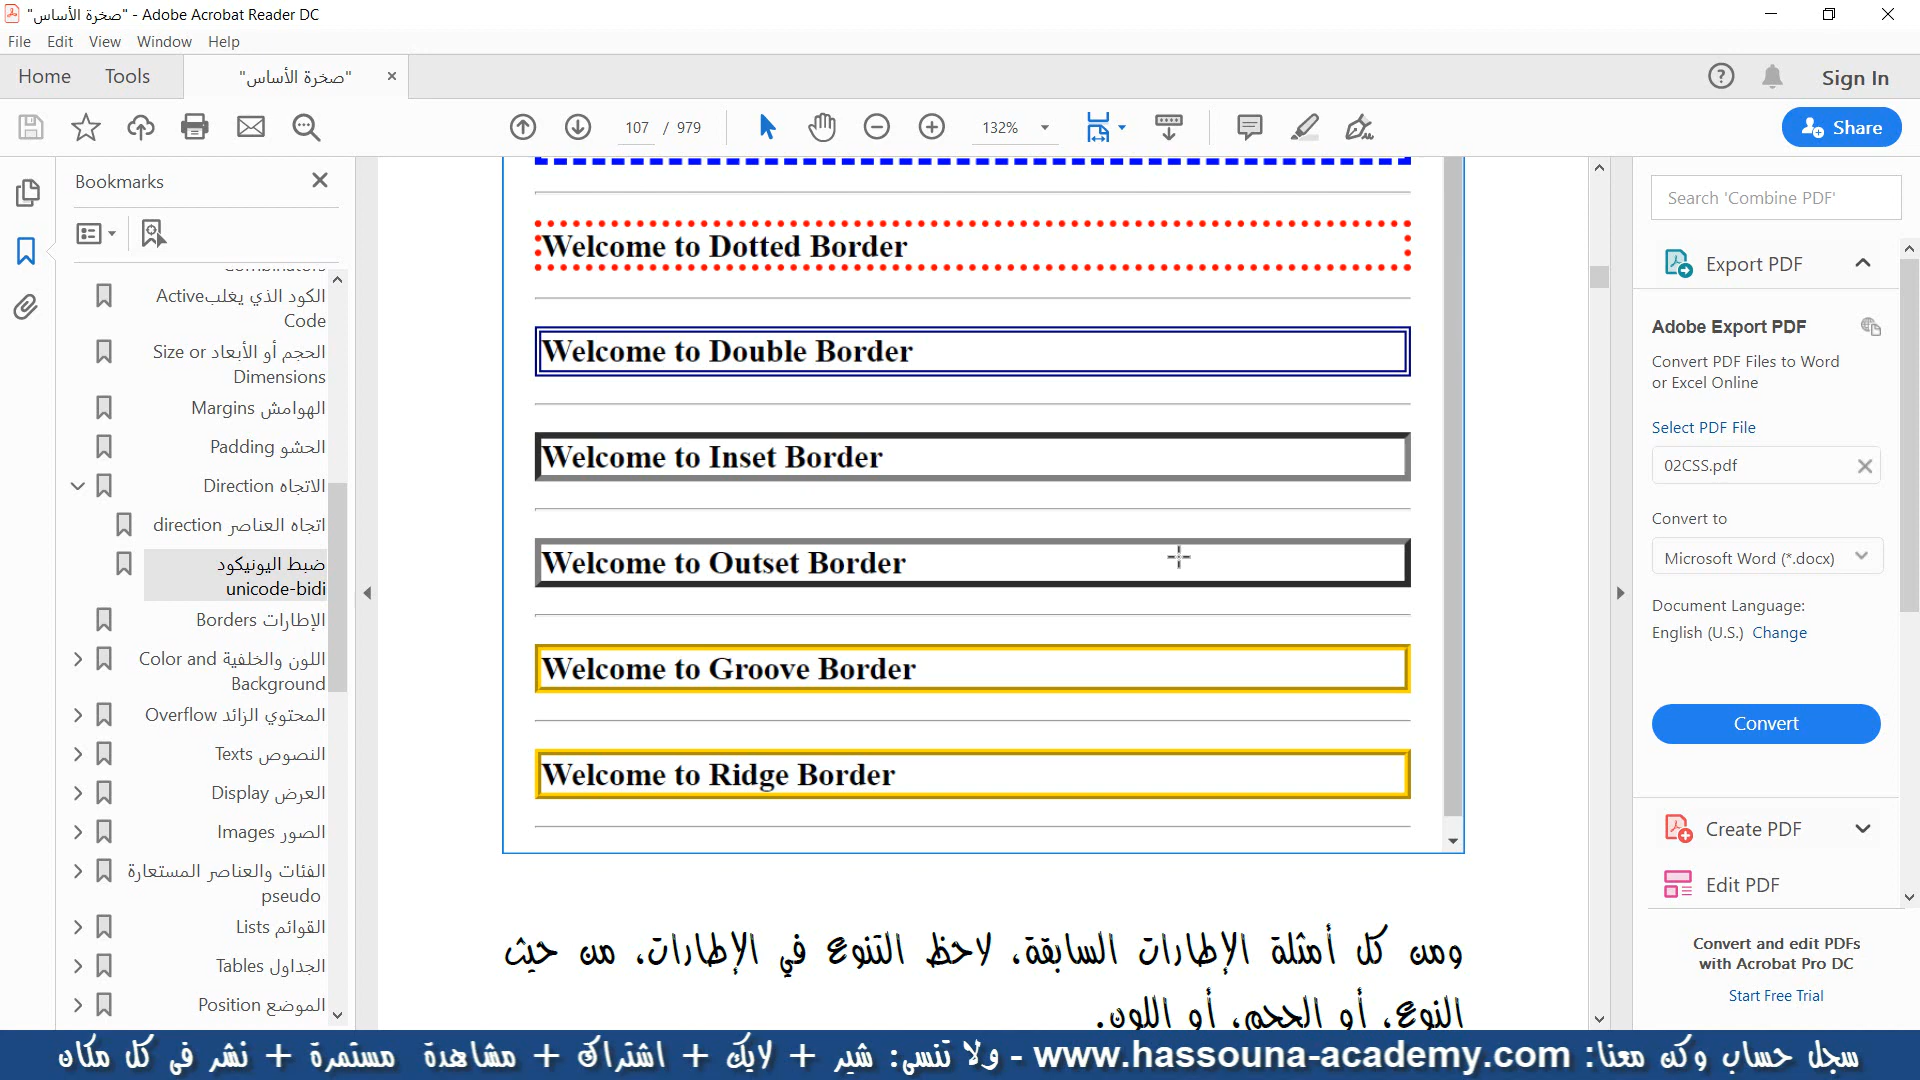 "صخرة الأساس" - Adobe Acrobat Reader DC
File Edit View Window Help
Home Tools "صخرة الأساس" Sign In
107 / 979 132% Share
Bookmarks
الكود الذي يغلب Active
Code
الحجم أو الأبعاد Size or
Dimensions
الهوامش Margins
الحشو Padding
الاتجاه Direction
اتجاه العناصر direction
ضبط اليونيكود
unicode-bidi
الإطارات Borders
اللون والخلفية Color and
Background
المحتوي الزائد Overflow
النصوص Texts
العرض Display
الصور Images
الفئات والعناصر المستعارة
pseudo
القوائم Lists
الجداول Tables
الموضع Position
Welcome to Dotted Border
Welcome to Double Border
Welcome to Inset Border
Welcome to Outset Border
Welcome to Groove Border
Welcome to Ridge Border
ومن كل أمثلة الإطارات السابقة، لاحظ التنوع في الإطارات، من حيث
النوع، أو الحجم، أو اللون.
Search 'Combine PDF'
Export PDF
Adobe Export PDF
Convert PDF Files to Word
or Excel Online
Select PDF File
02CSS.pdf
Convert to
Microsoft Word (*.docx)
Document Language:
English (U.S.) Change
Convert
Create PDF
Edit PDF
Convert and edit PDFs
with Acrobat Pro DC
Start Free Trial
سجل حساب وكن معنا: www.hassouna-academy.com - ولا تنسى: شير + لايك + اشتراك + مشاهدة مستمرة + نشر في كل مكان